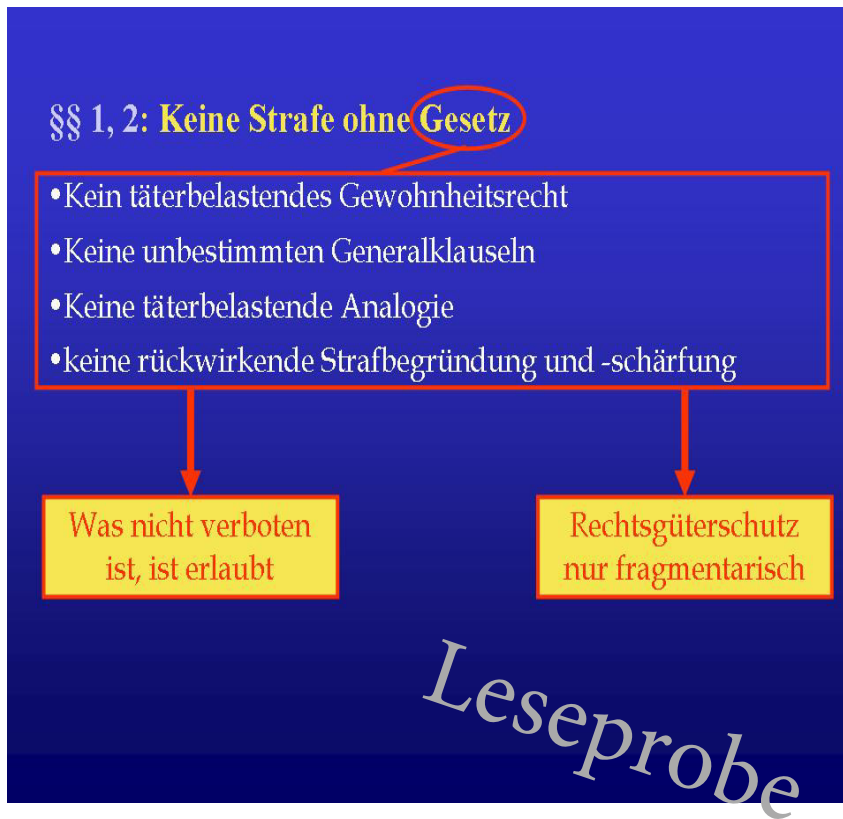 §§ 1, 2: Keine Strafe ohne Gesetz
•Kein täterbelastendes Gewohnheitsrecht
•Keine unbestimmten Generalklauseln
•Keine täterbelastende Analogie
•keine rückwirkende Strafbegründung und -schärfung
Was nicht verboten
ist, ist erlaubt
Rechtsgüterschutz
nur fragmentarisch
Leseprobe